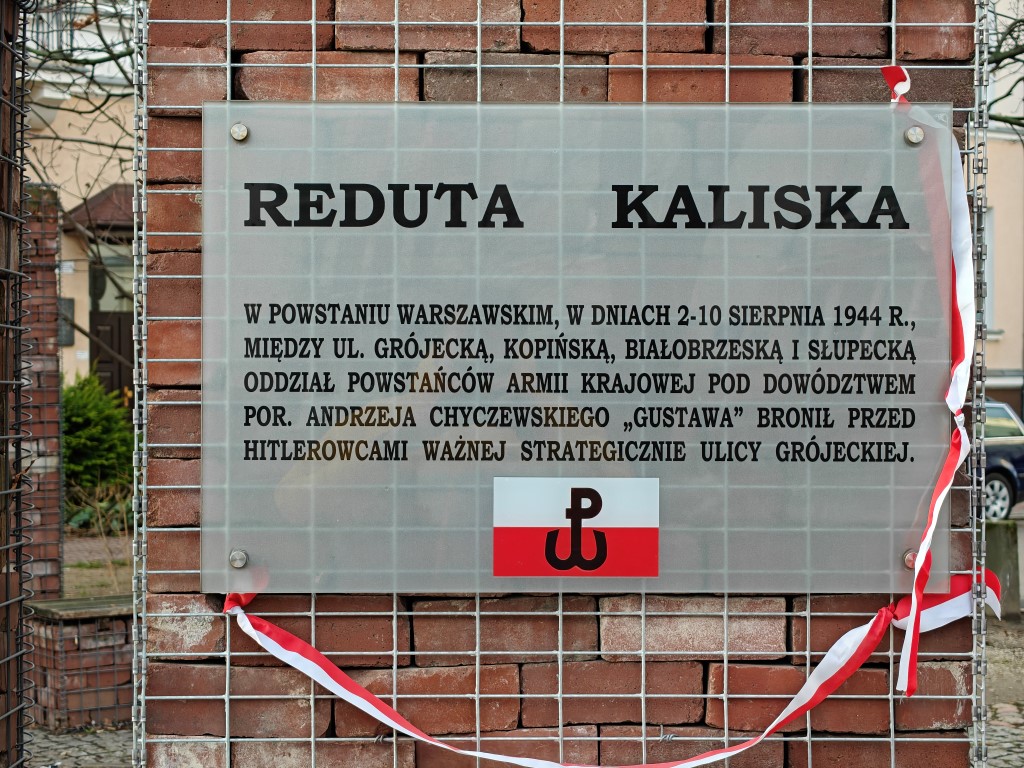 REDUTA KALISKA
W POWSTANIU WARSZAWSKIM, W DNIACH 2-10 SIERPNIA 1944 R.,
MIĘDZY UL. GRÓJECKĄ, KOPIŃSKĄ, BIAŁOBRZESKĄ I SŁUPECKĄ
ODDZIAŁ POWSTAŃCÓW ARMII KRAJOWEJ POD DOWÓDZTWEM
POR. ANDRZEJA CHYCZEWSKIEGO „GUSTAWA” BRONIŁ PRZED
HITLEROWCAMI WAŻNEJ STRATEGICZNIE ULICY GRÓJECKIEJ.